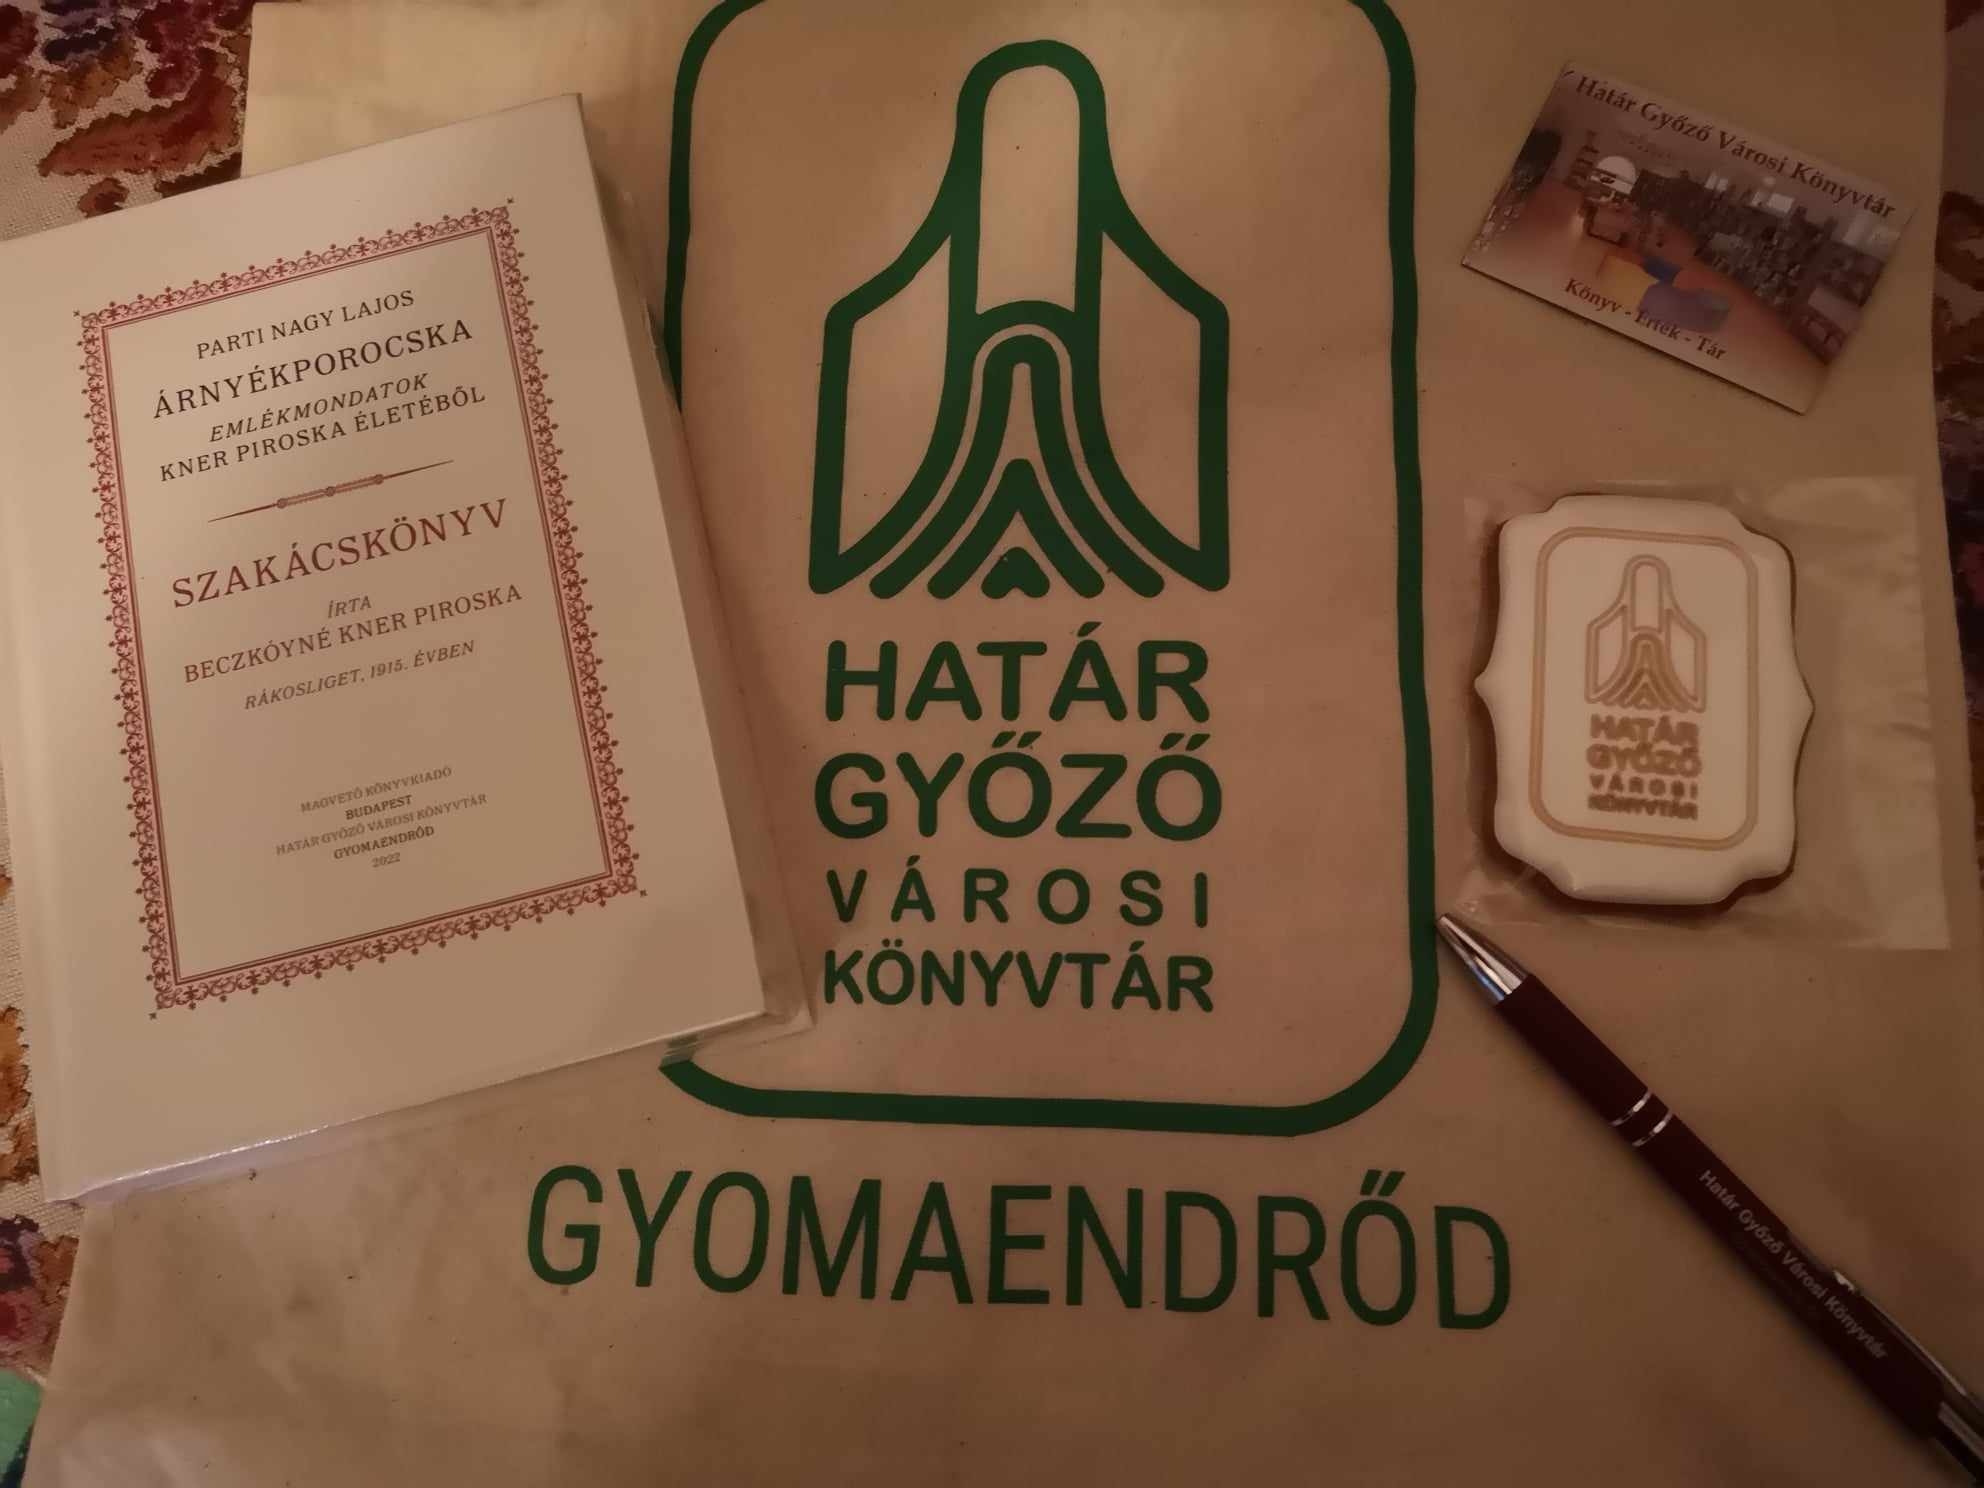 PARTI NAGY LAJOS
ÁRNYÉKPOROCSKA
EMLÉKMONDATOK
KNER PIROSKA ÉLETÉBŐL
SZAKÁCSKÖNYV
ÍRTA
BECZKÓYNÉ KNER PIROSKA
RÁKOSLIGET, 1915. ÉVBEN
MAGVETŐ KÖNYVKIADÓ
BUDAPEST
HATÁR GYŐZŐ VÁROSI KÖNYVTÁR
GYOMAENDRŐD
2022
HATÁR
GYŐZŐ
VÁROSI
KÖNYVTÁR
GYOMAENDRŐD
Határ Győző Városi Könyvtár
Könyv - Érték - Tár
HATÁR
GYŐZŐ
VÁROSI
KÖNYVTÁR
Határ Győző Városi Könyvtár